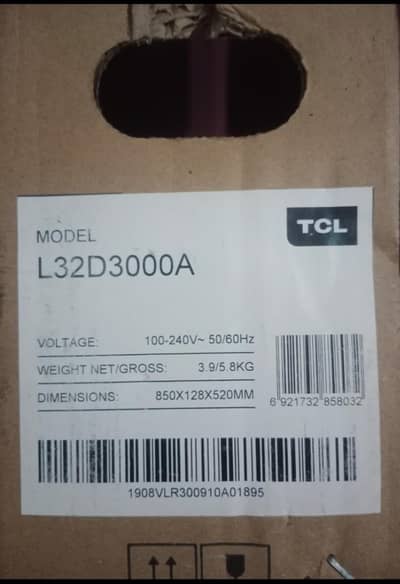 TCL
MODEL
L32D3000A
VOLTAGE: 100-240V~ 50/60Hz
WEIGHT NET/GROSS: 3.9/5.8KG
DIMENSIONS: 850X128X520MM
6 921732 858032
1908VLR300910A01895